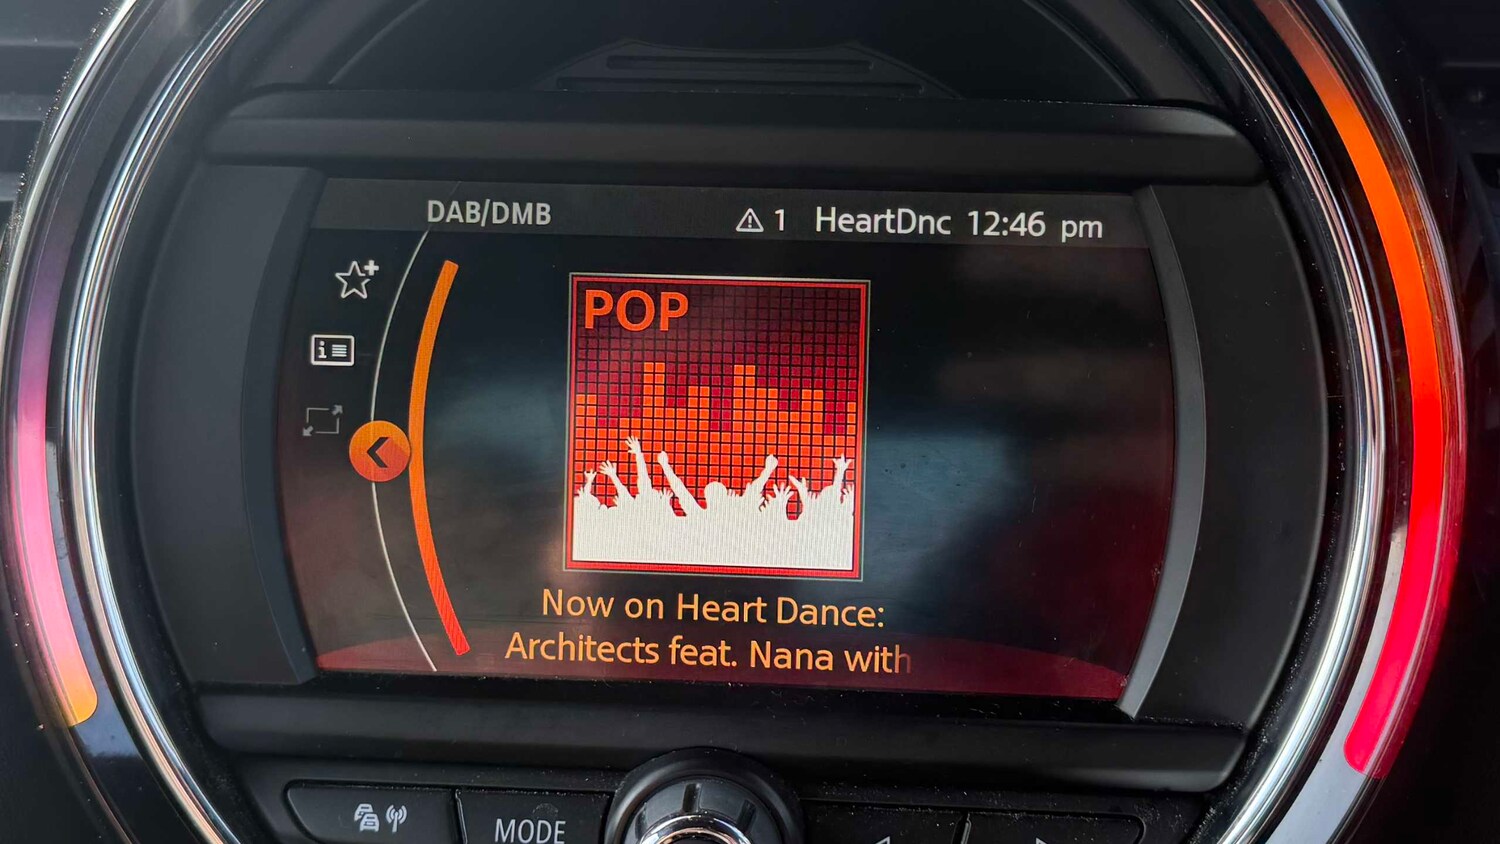 DAB/DMB
1 HeartDnc 12:46 pm
POP
Now on Heart Dance:
Architects feat. Nana with
MODE